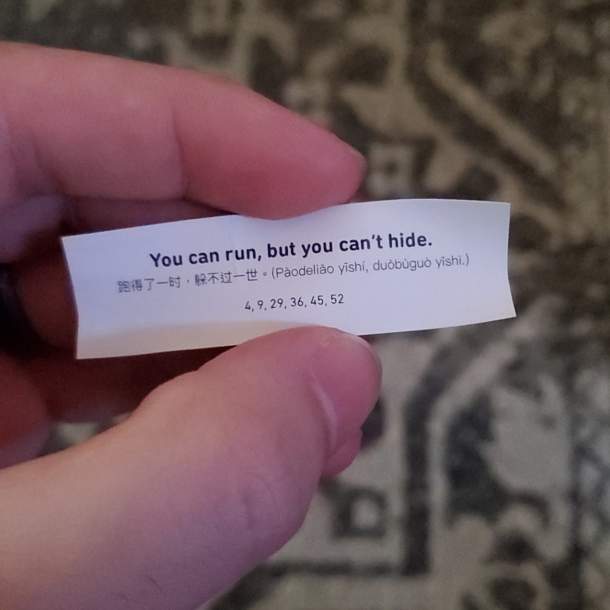 You can run, but you can't hide.
跑得了一时，躲不过一世。(Pàodeliǎo yīshí, duǒbùguò yīshì.)
4, 9, 29, 36, 45, 52